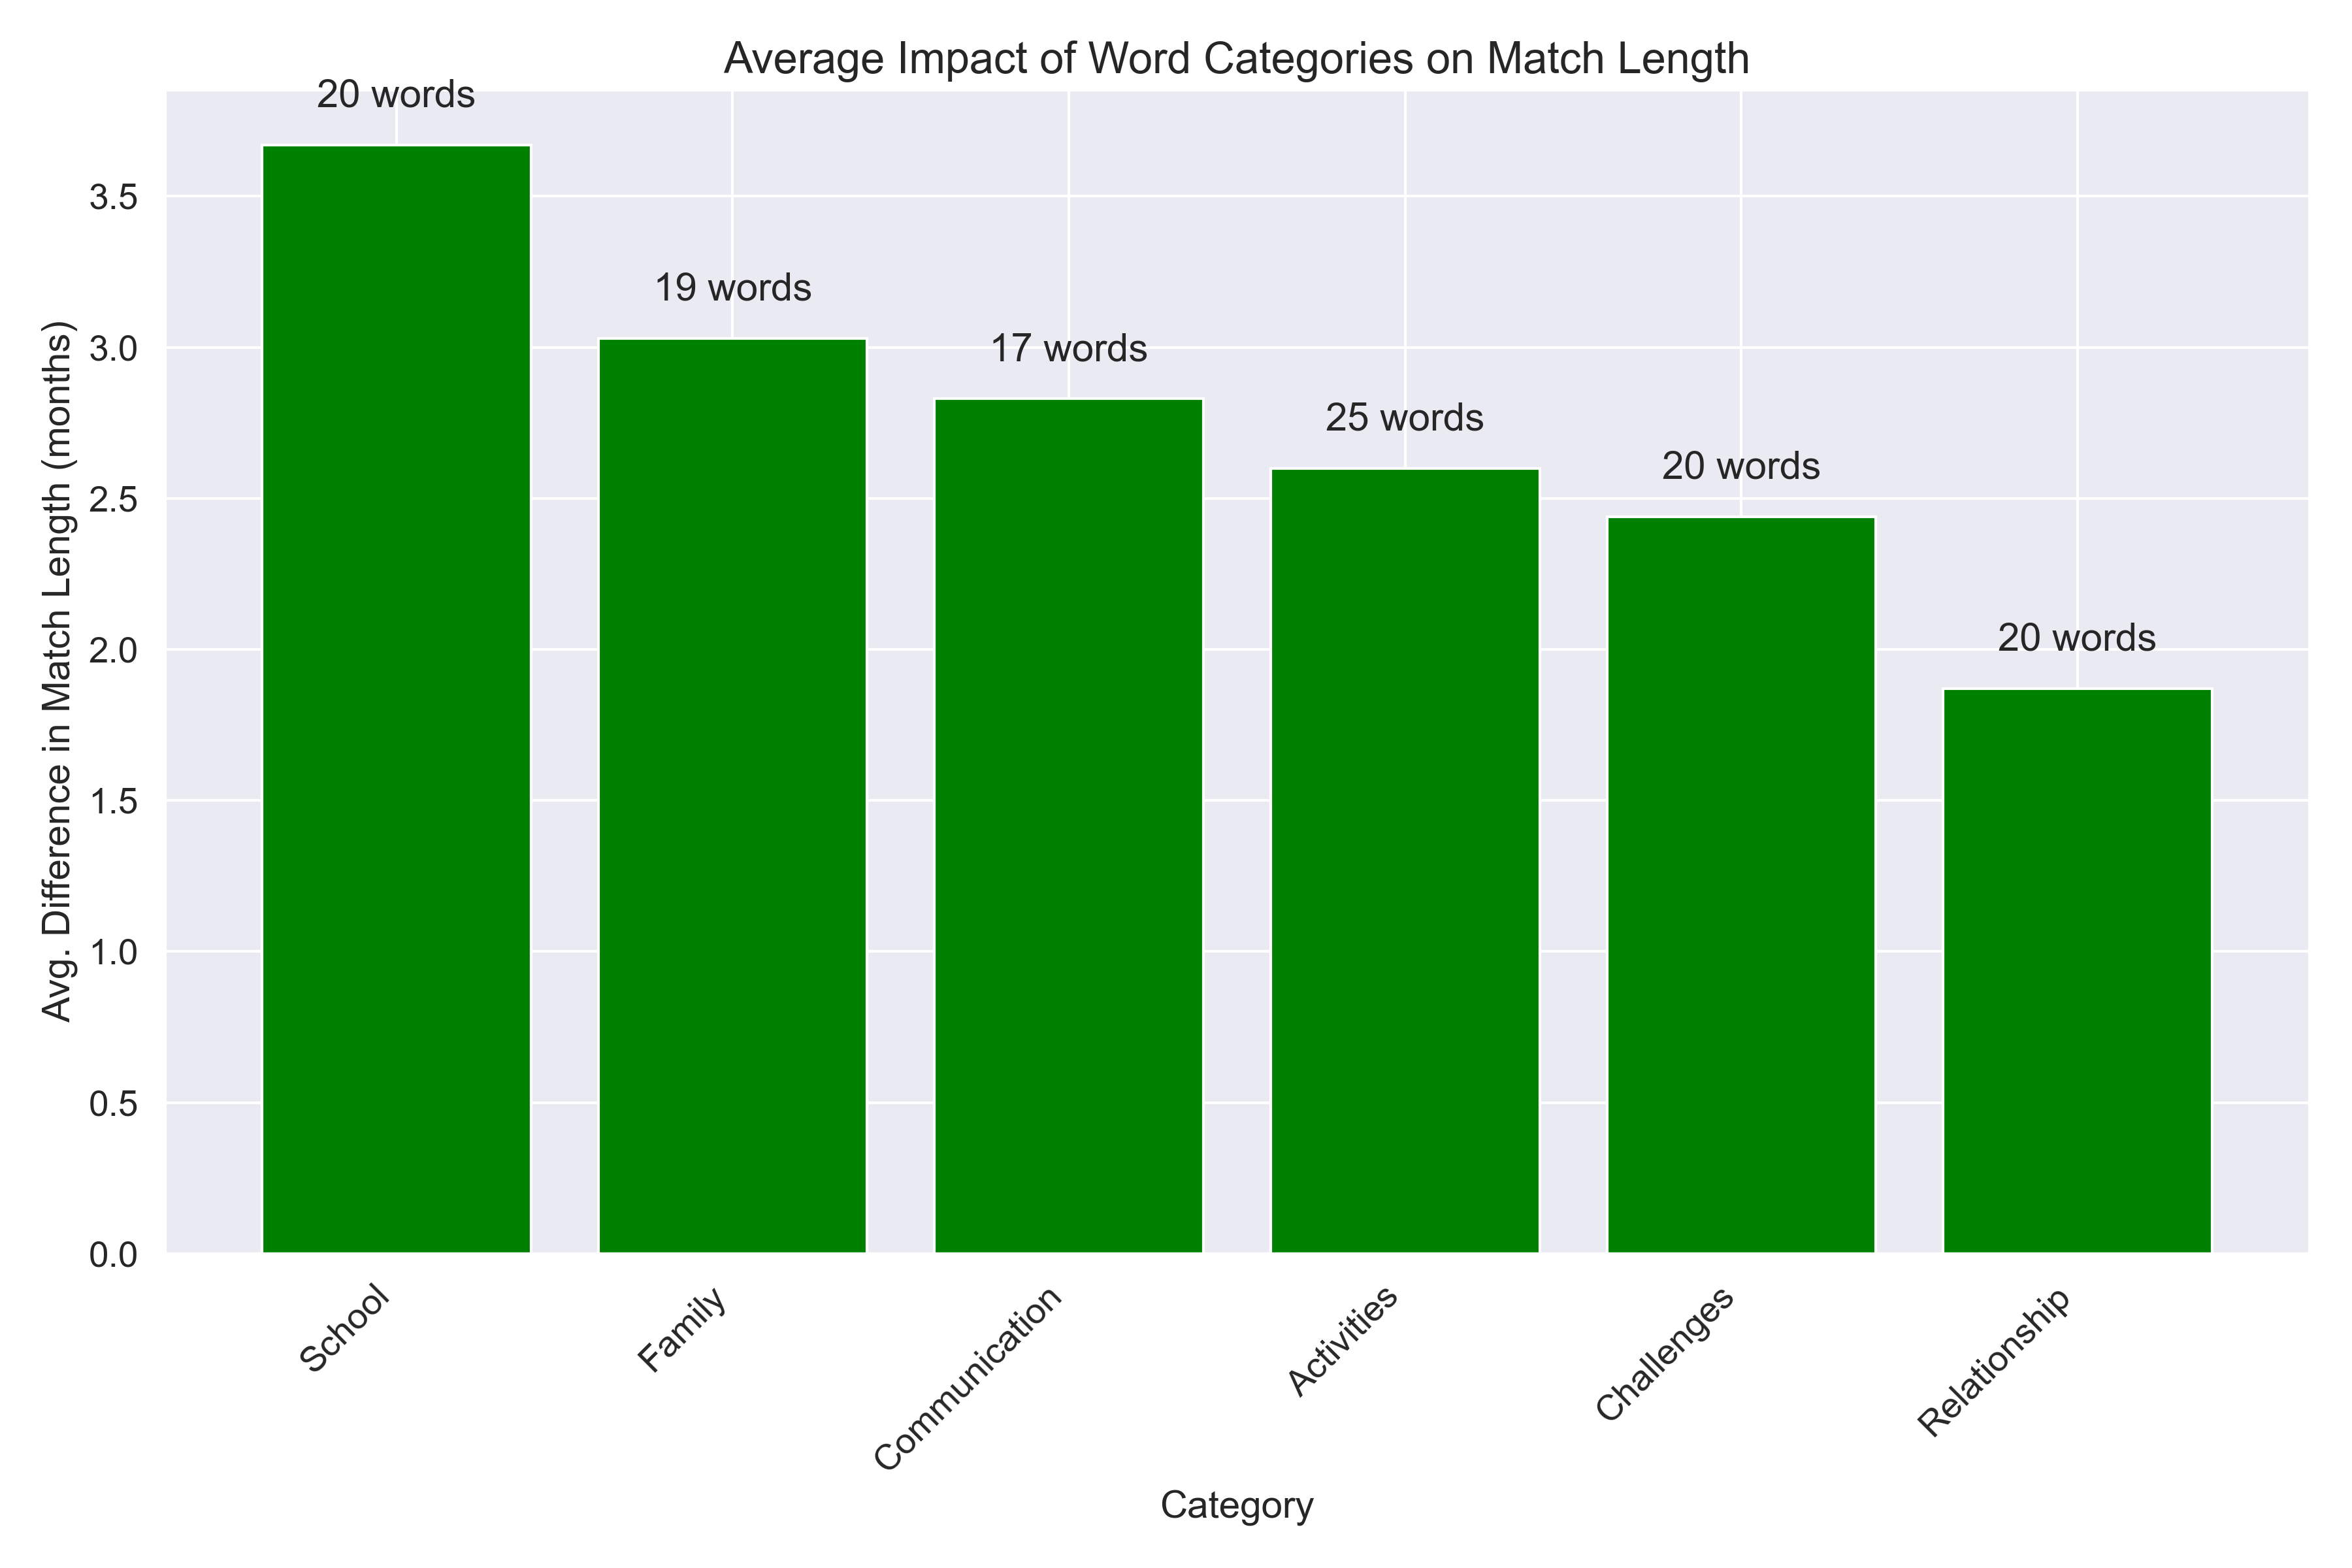 Average Impact of Word Categories on Match Length
20 words
19 words
17 words
25 words
20 words
20 words
Avg. Difference in Match Length (months)
3.5
3.0
2.5
2.0
1.5
1.0
0.5
0.0
School
Family
Communication
Activities
Challenges
Relationship
Category